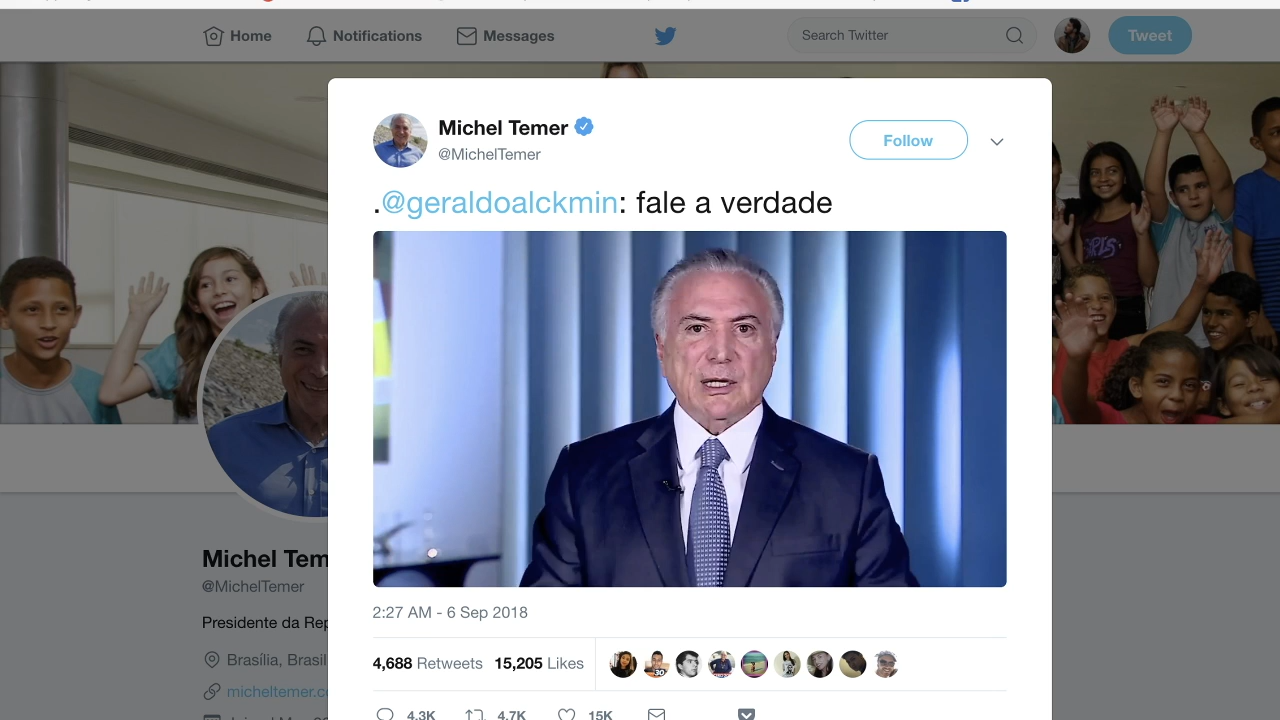 Home Notifications Messages Search Twitter Tweet
Michel Temer
@MichelTemer
Follow
.@geraldoalckmin: fale a verdade
2:27 AM - 6 Sep 2018
4,688 Retweets 15,205 Likes
4.3K 4.7K 15K
Michel Tem
@MichelTemer
Presidente da Rep
Brasília, Brasil
micheltemer.co